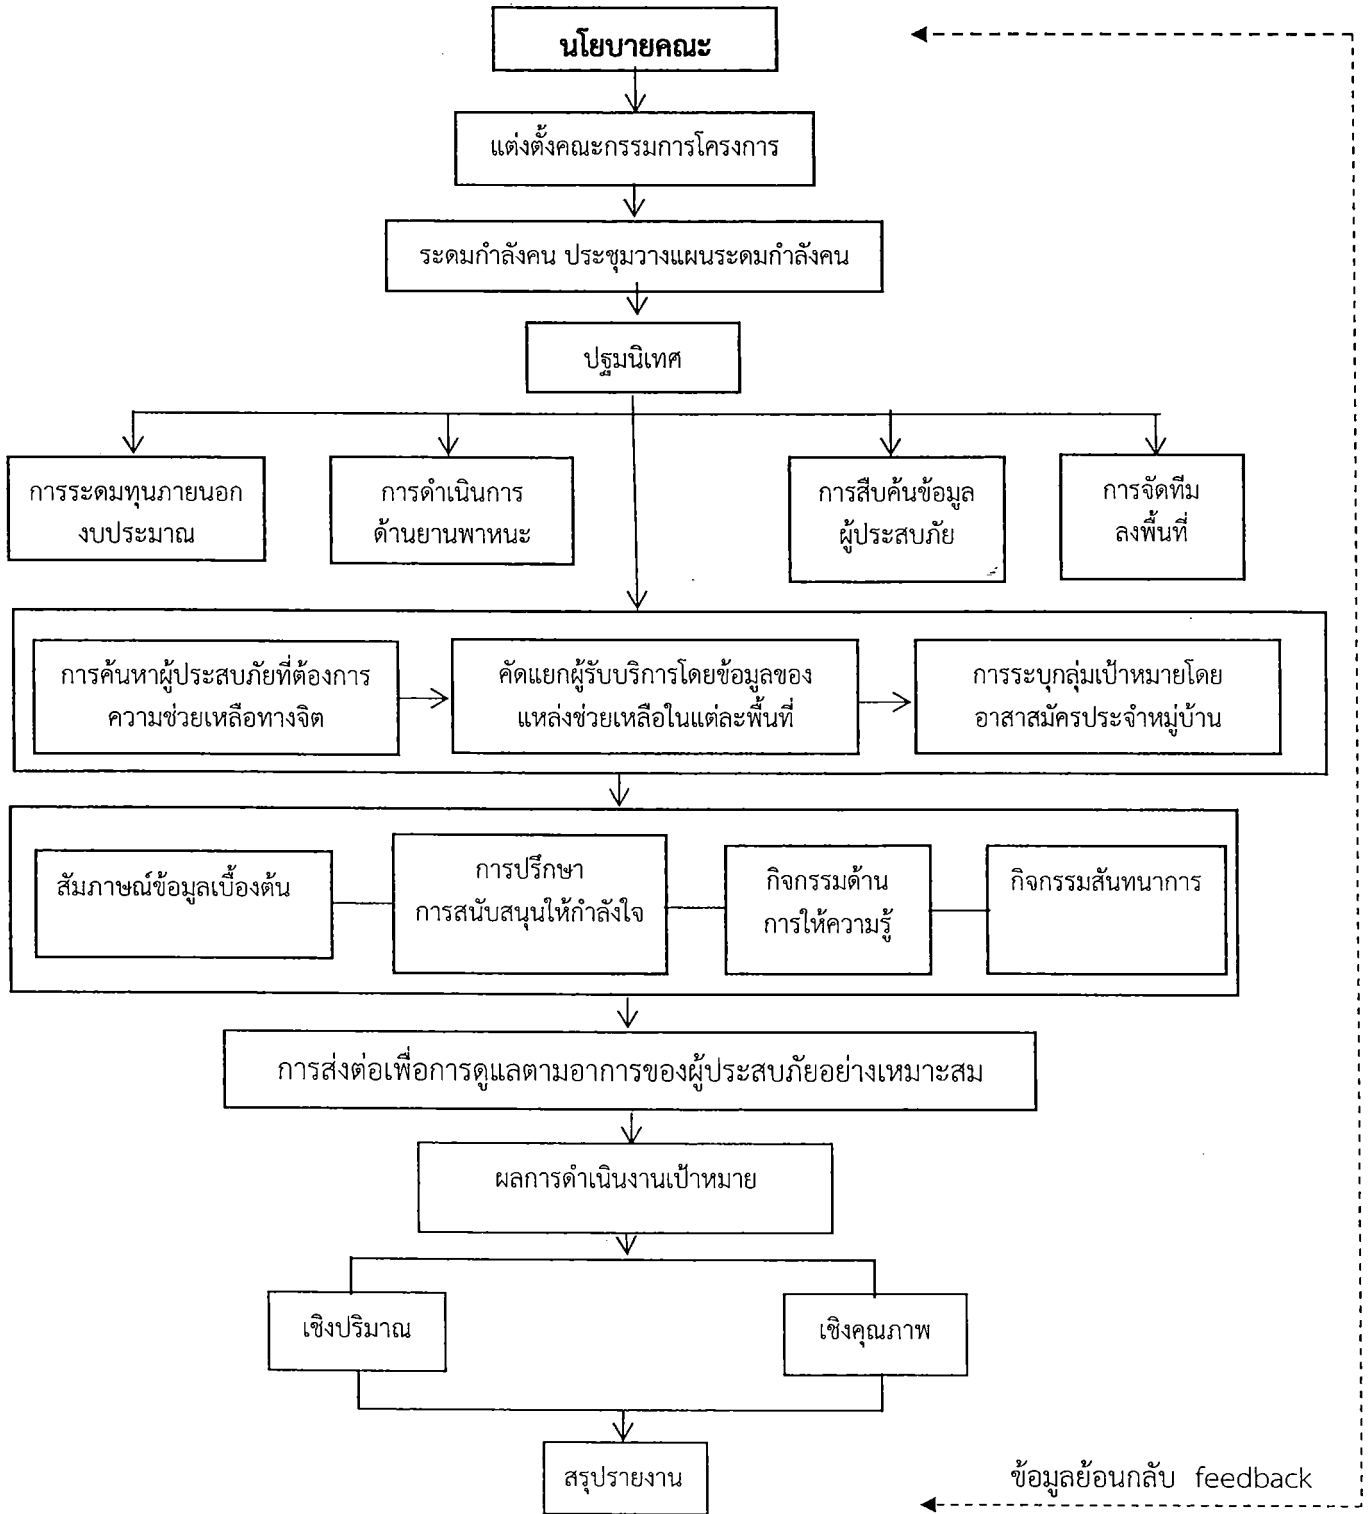 นโยบายคณะ
แต่งตั้งคณะกรรมการโครงการ
ระดมกำลังคน ประชุมวางแผนระดมกำลังคน
ปฐมนิเทศ
การระดมทุนภายนอก
งบประมาณ
การดำเนินการ
ด้านยานพาหนะ
การสืบค้นข้อมูล
ผู้ประสบภัย
การจัดทีม
ลงพื้นที่
การค้นหาผู้ประสบภัยที่ต้องการ
ความช่วยเหลือทางจิต
คัดแยกผู้รับบริการโดยข้อมูลของ
แหล่งช่วยเหลือในแต่ละพื้นที่
การระบุกลุ่มเป้าหมายโดย
อาสาสมัครประจำหมู่บ้าน
สัมภาษณ์ข้อมูลเบื้องต้น
การปรึกษา
การสนับสนุนให้กำลังใจ
กิจกรรมด้าน
การให้ความรู้
กิจกรรมสันทนาการ
การส่งต่อเพื่อการดูแลตามอาการของผู้ประสบภัยอย่างเหมาะสม
ผลการดำเนินงานเป้าหมาย
เชิงปริมาณ
เชิงคุณภาพ
สรุปรายงาน
ข้อมูลย้อนกลับ feedback